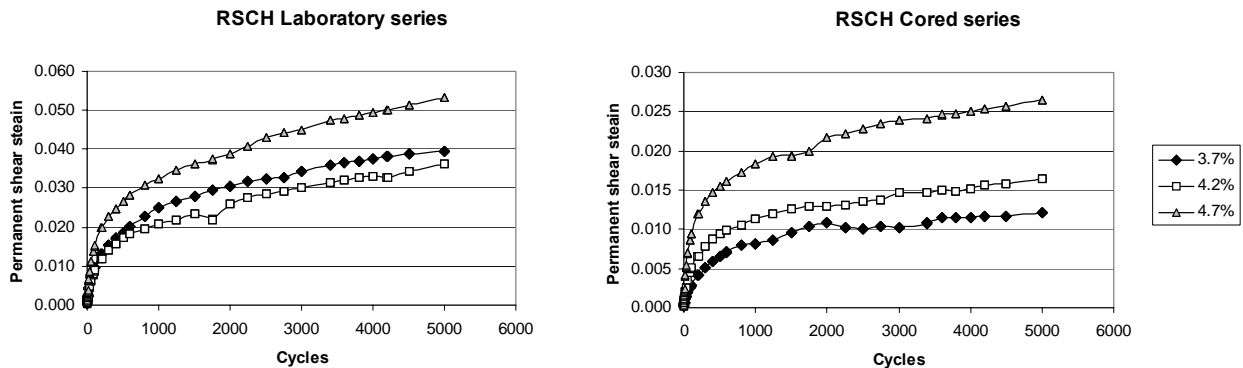 RSCH Laboratory series
Permanent shear steain
0.060
0.050
0.040
0.030
0.020
0.010
0.000
0 1000 2000 3000 4000 5000 6000
Cycles
RSCH Cored series
Permanent shear steain
0.030
0.025
0.020
0.015
0.010
0.005
0.000
0 1000 2000 3000 4000 5000 6000
Cycles
3.7%
4.2%
4.7%